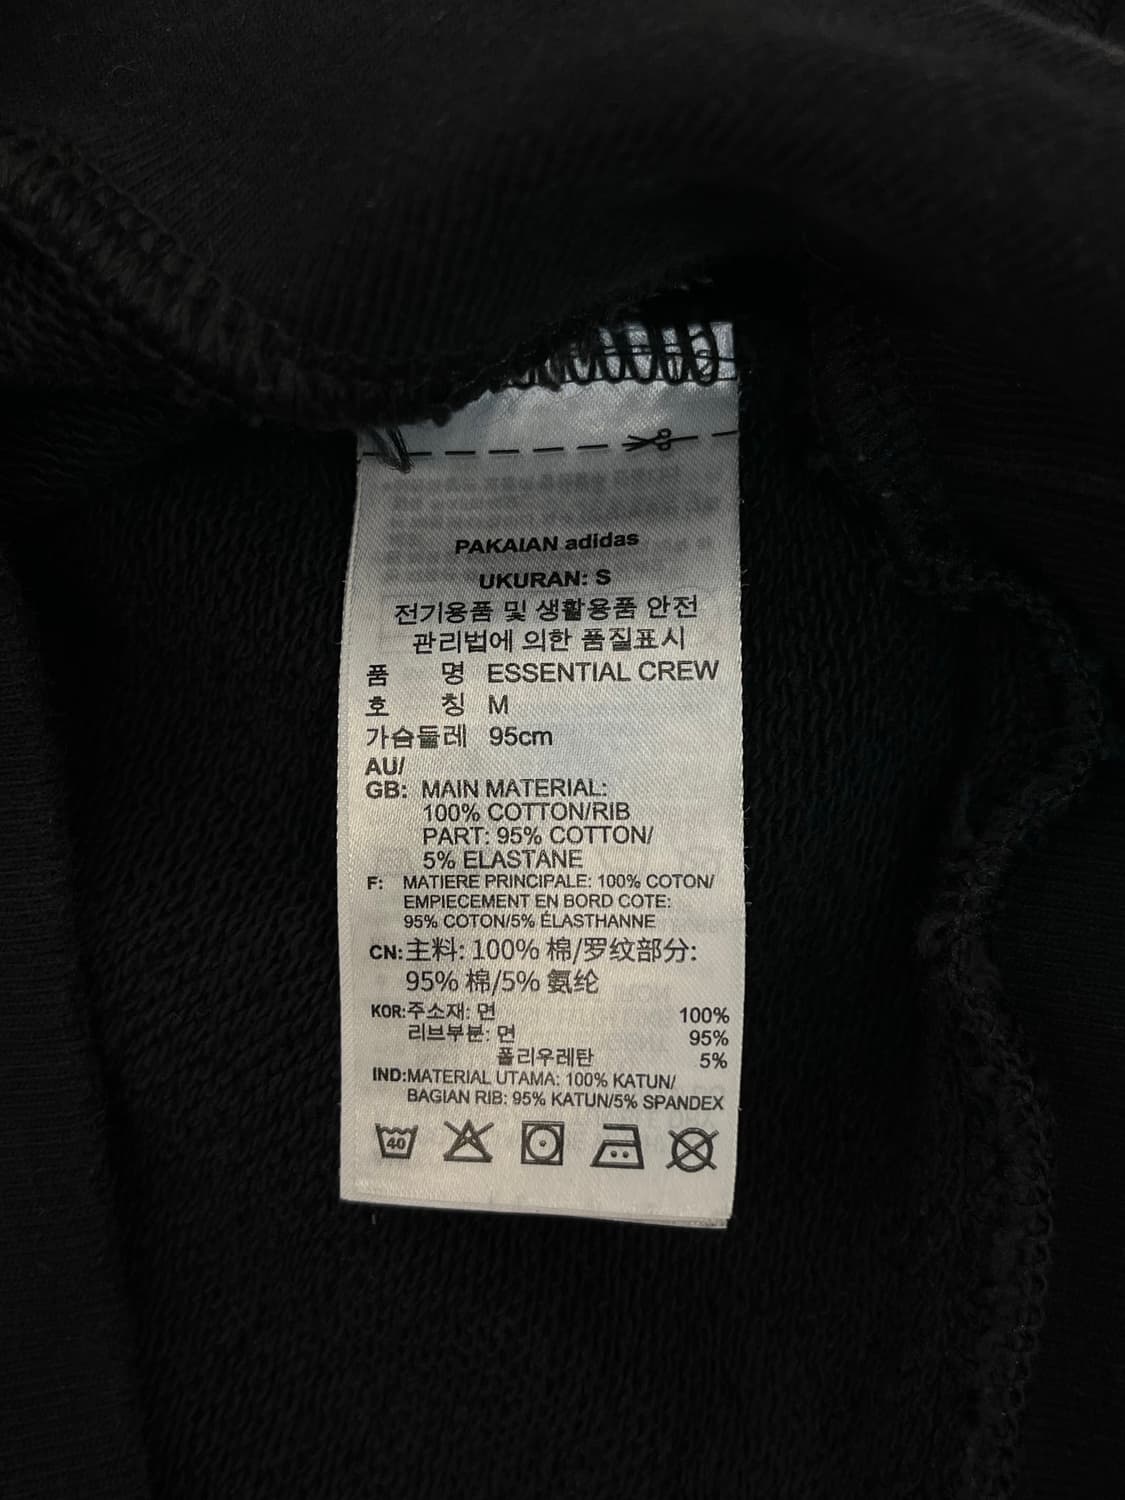 PAKAIAN adidas
UKURAN: S
전기용품 및 생활용품 안전
관리법에 의한 품질표시
품 명 ESSENTIAL CREW
호 칭 M
가슴둘레 95cm
AU/
GB: MAIN MATERIAL:
100% COTTON/RIB
PART: 95% COTTON/
5% ELASTANE
F: MATIERE PRINCIPALE: 100% COTON/
EMPIECEMENT EN BORD COTE:
95% COTON/5% ÉLASTHANNE
CN: 主料: 100% 棉/罗纹部分:
95% 棉/5% 氨纶
KOR: 주소재: 면 100%
리브부분: 면 95%
폴리우레탄 5%
IND: MATERIAL UTAMA: 100% KATUN/
BAGIAN RIB: 95% KATUN/5% SPANDEX
40